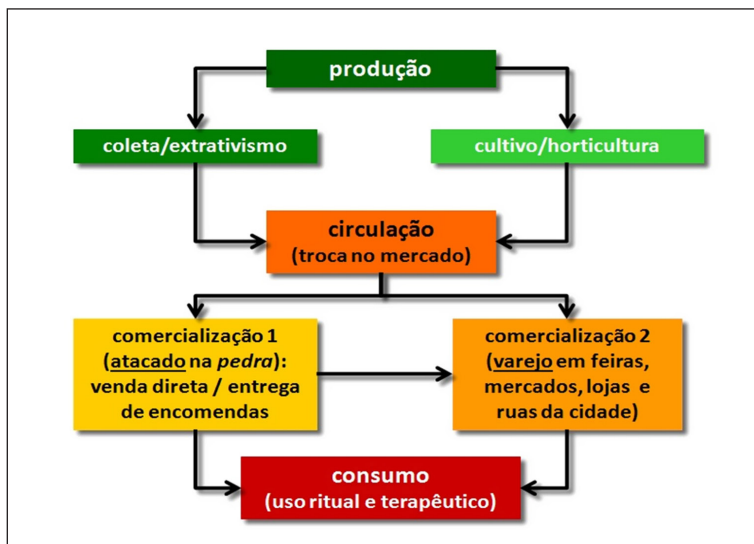 produção
coleta/extrativismo
cultivo/horticultura
circulação
(troca no mercado)
comercialização 1
(atacado na pedra):
venda direta / entrega
de encomendas
comercialização 2
(varejo em feiras,
mercados, lojas e
ruas da cidade)
consumo
(uso ritual e terapêutico)